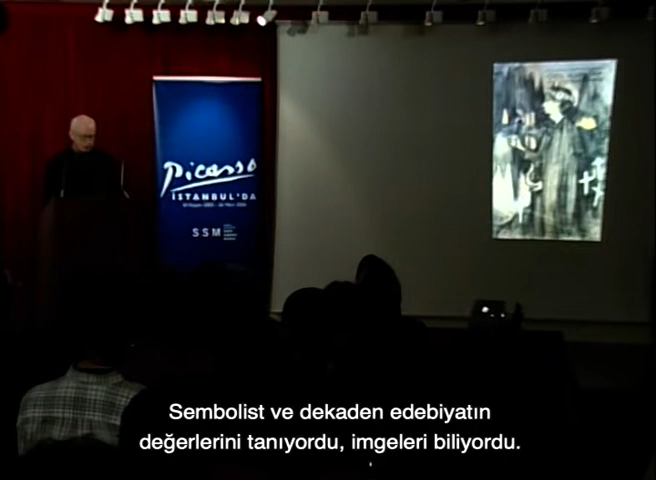 Picasso
İSTANBUL'DA
SSM
Sembolist ve dekaden edebiyatın
değerlerini tanıyordu, imgeleri biliyordu.